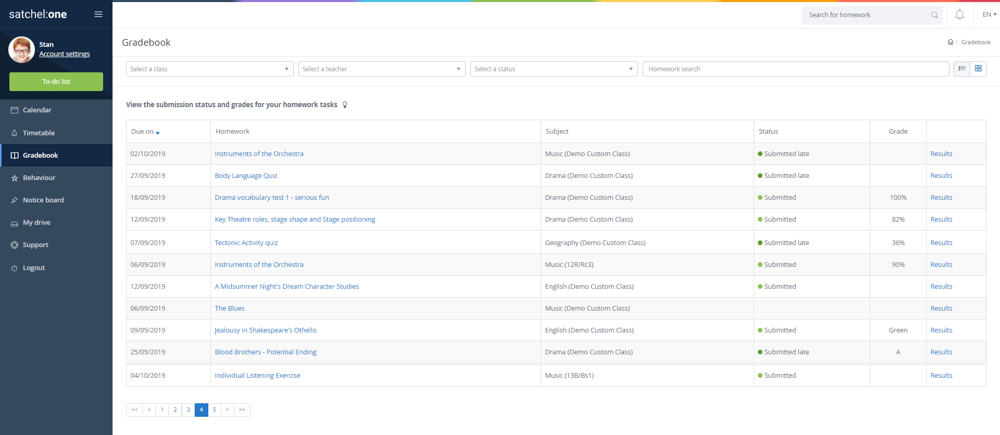 satchel:one
Search for homework
EN
Stan
Account settings
To-do list
Calendar
Timetable
Gradebook
Behaviour
Notice board
My drive
Support
Logout
Gradebook
/ Gradebook
Select a class
Select a teacher
Select a status
Homework search
View the submission status and grades for your homework tasks
Due on Homework Subject Status Grade
02/10/2019 Instruments of the Orchestra Music (Demo Custom Class) Submitted late Results
27/09/2019 Body Language Quiz Drama (Demo Custom Class) Submitted late Results
18/09/2019 Drama vocabulary test 1 - serious fun Drama (Demo Custom Class) Submitted 100% Results
12/09/2019 Key Theatre roles, stage shape and Stage positioning Drama (Demo Custom Class) Submitted 82% Results
07/09/2019 Tectonic Activity quiz Geography (Demo Custom Class) Submitted late 36% Results
06/09/2019 Instruments of the Orchestra Music (12R/Rc3) Submitted 90% Results
12/09/2019 A Midsummer Night's Dream Character Studies English (Demo Custom Class) Submitted Results
06/09/2019 The Blues Music (Demo Custom Class) Results
09/09/2019 Jealousy in Shakespeare's Othello English (Demo Custom Class) Submitted Green Results
25/09/2019 Blood Brothers - Potential Ending Drama (Demo Custom Class) Submitted late A Results
04/10/2019 Individual Listening Exercise Music (13B/Bs1) Submitted Results
<< < 1 2 3 4 5 > >>